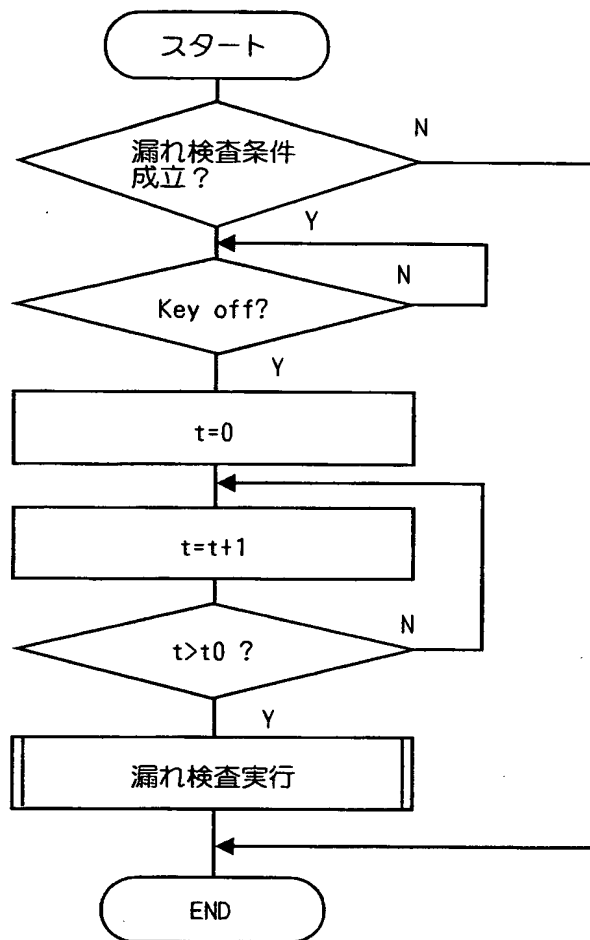 スタート
N
漏れ検査条件
成立？
Y
N
Key off?
Y
t=0
t=t+1
N
t>t0 ?
Y
漏れ検査実行
END